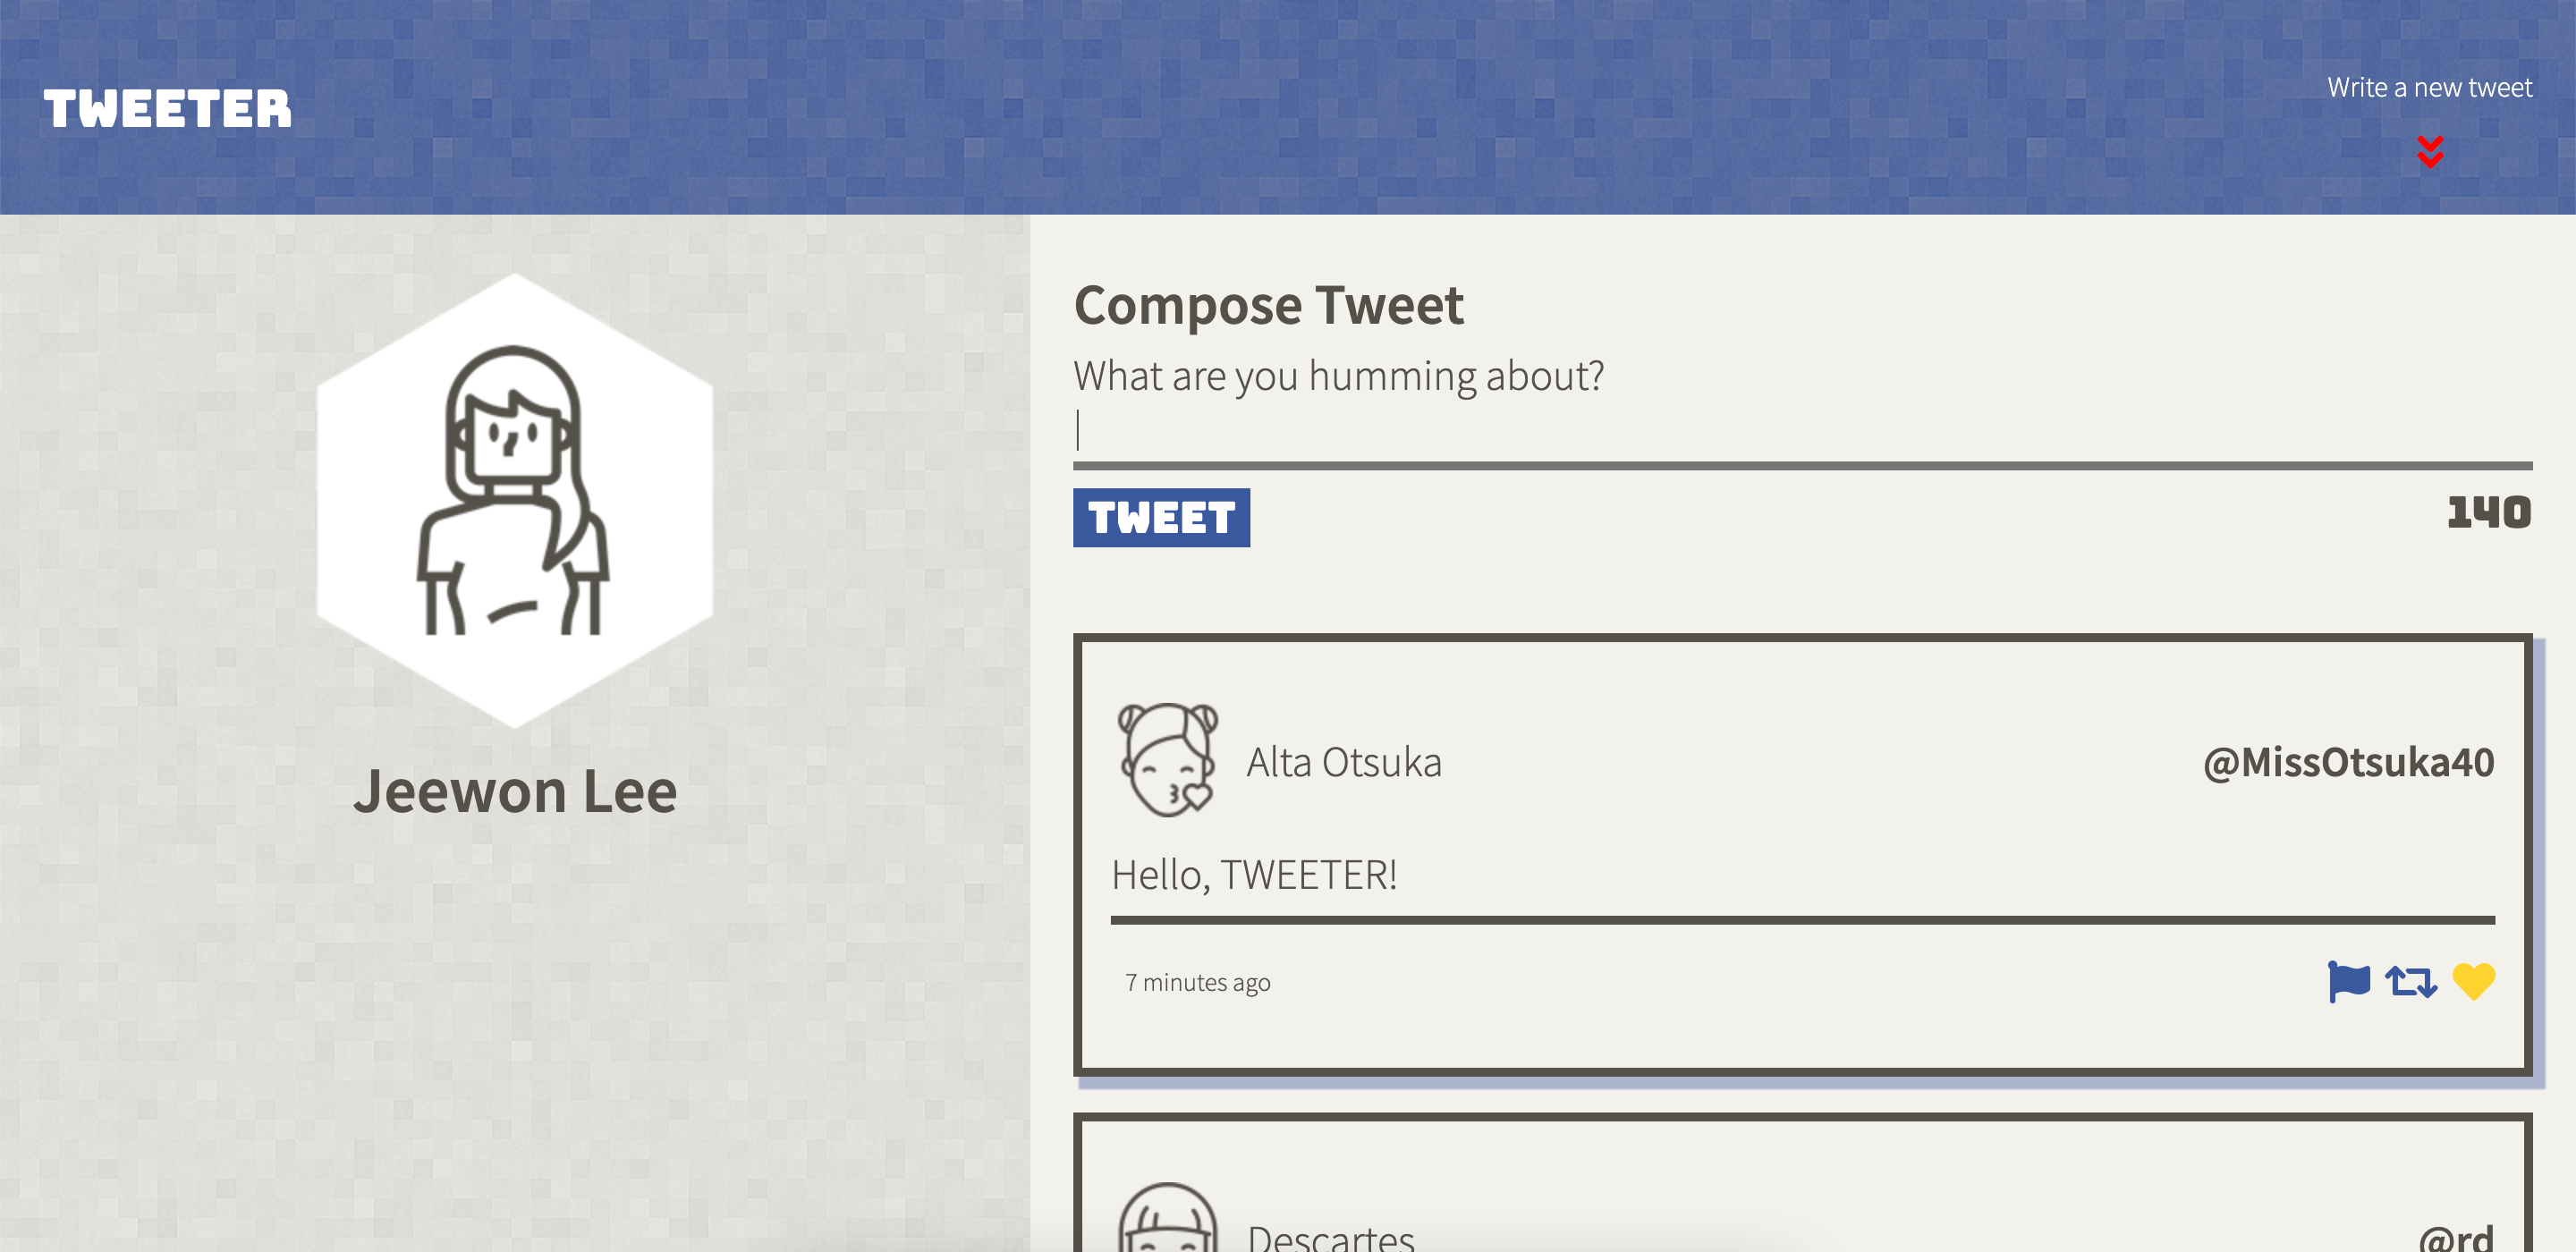 TWEETER
Write a new tweet
Jeewon Lee
Compose Tweet
What are you humming about?
TWEET
140
Alta Otsuka
@MissOtsuka40
Hello, TWEETER!
7 minutes ago
Descartes
@rd